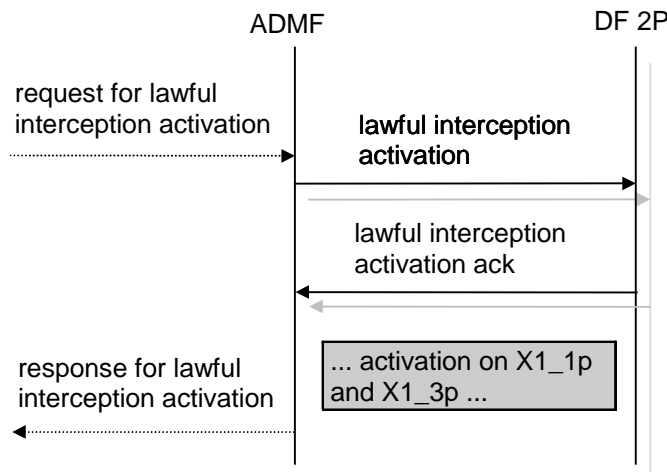 ADMF
DF 2P
request for lawful
interception activation
lawful interception
activation
lawful interception
activation ack
... activation on X1_1p
and X1_3p ...
response for lawful
interception activation